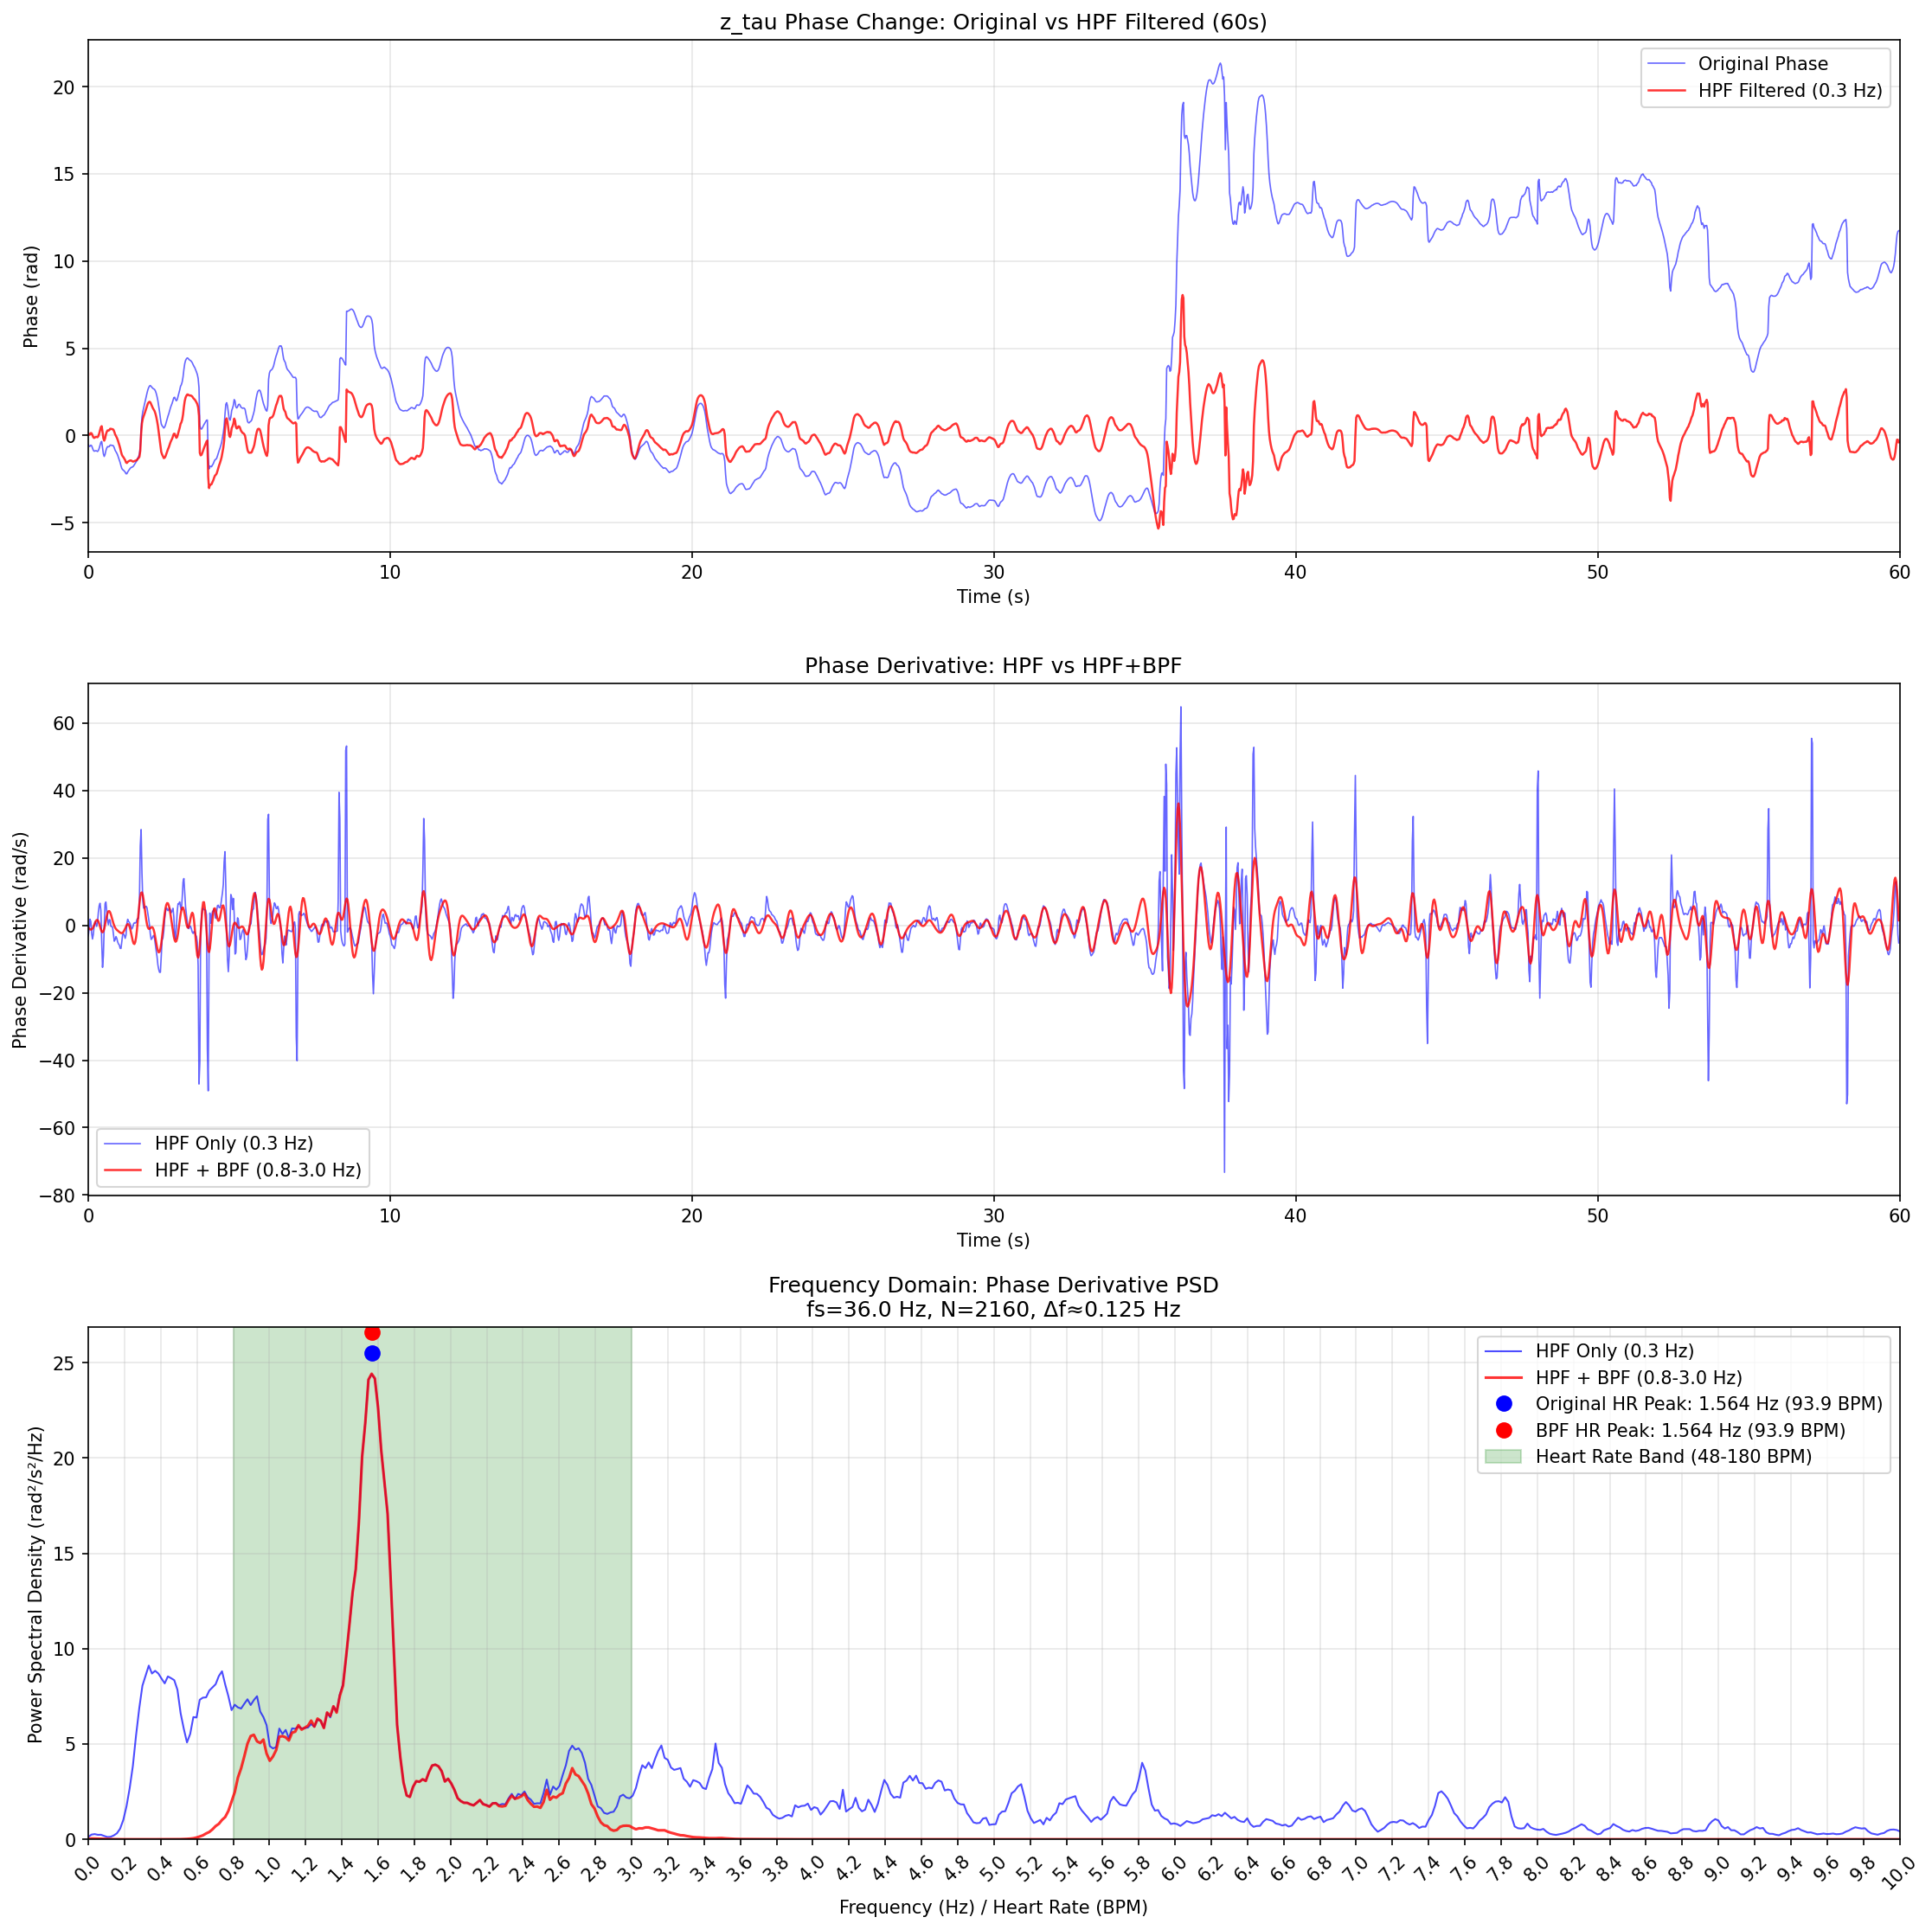 z_tau Phase Change: Original vs HPF Filtered (60s)
Original Phase
HPF Filtered (0.3 Hz)
Phase (rad)
20
15
10
5
0
−5
0 10 20 30 40 50 60
Time (s)
Phase Derivative: HPF vs HPF+BPF
Phase Derivative (rad/s)
60
40
20
0
−20
−40
−60
−80
HPF Only (0.3 Hz)
HPF + BPF (0.8-3.0 Hz)
0 10 20 30 40 50 60
Time (s)
Frequency Domain: Phase Derivative PSD
fs=36.0 Hz, N=2160, Δf≈0.125 Hz
HPF Only (0.3 Hz)
HPF + BPF (0.8-3.0 Hz)
Original HR Peak: 1.564 Hz (93.9 BPM)
BPF HR Peak: 1.564 Hz (93.9 BPM)
Heart Rate Band (48-180 BPM)
Power Spectral Density (rad²/s²/Hz)
25
20
15
10
5
0
0.0 0.2 0.4 0.6 0.8 1.0 1.2 1.4 1.6 1.8 2.0 2.2 2.4 2.6 2.8 3.0 3.2 3.4 3.6 3.8 4.0 4.2 4.4 4.6 4.8 5.0 5.2 5.4 5.6 5.8 6.0 6.2 6.4 6.6 6.8 7.0 7.2 7.4 7.6 7.8 8.0 8.2 8.4 8.6 8.8 9.0 9.2 9.4 9.6 9.8 10.0
Frequency (Hz) / Heart Rate (BPM)